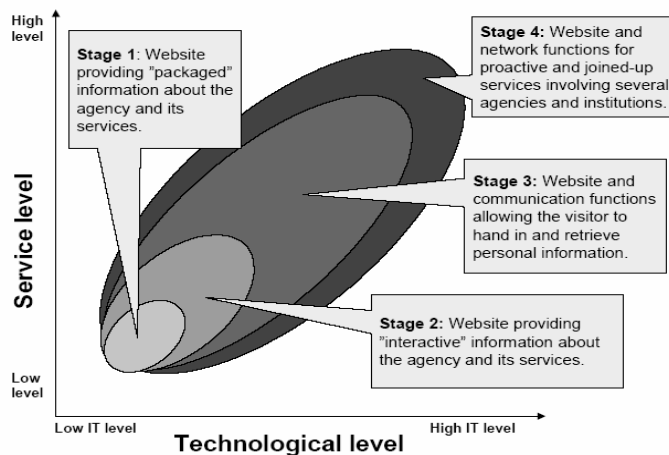 High
level
Stage 1: Website
providing "packaged"
information about the
agency and its
services.
Stage 4: Website and
network functions for
proactive and joined-up
services involving several
agencies and institutions.
Service level
Stage 3: Website and
communication functions
allowing the visitor to
hand in and retrieve
personal information.
Stage 2: Website providing
"interactive" information about
the agency and its services.
Low
level
Low IT level
Technological level
High IT level